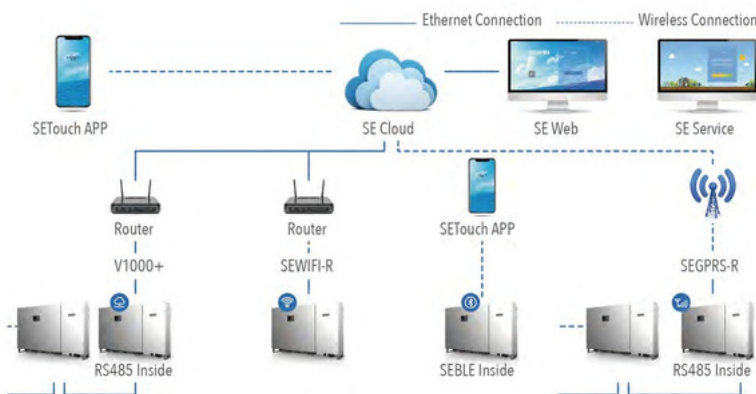 Ethernet Connection
Wireless Connection
SETouch APP
SE Cloud
SE Web
SE Service
Router
Router
SETouch APP
V1000+
SEWIFI-R
SEGPRS-R
RS485 Inside
SEBLE Inside
RS485 Inside